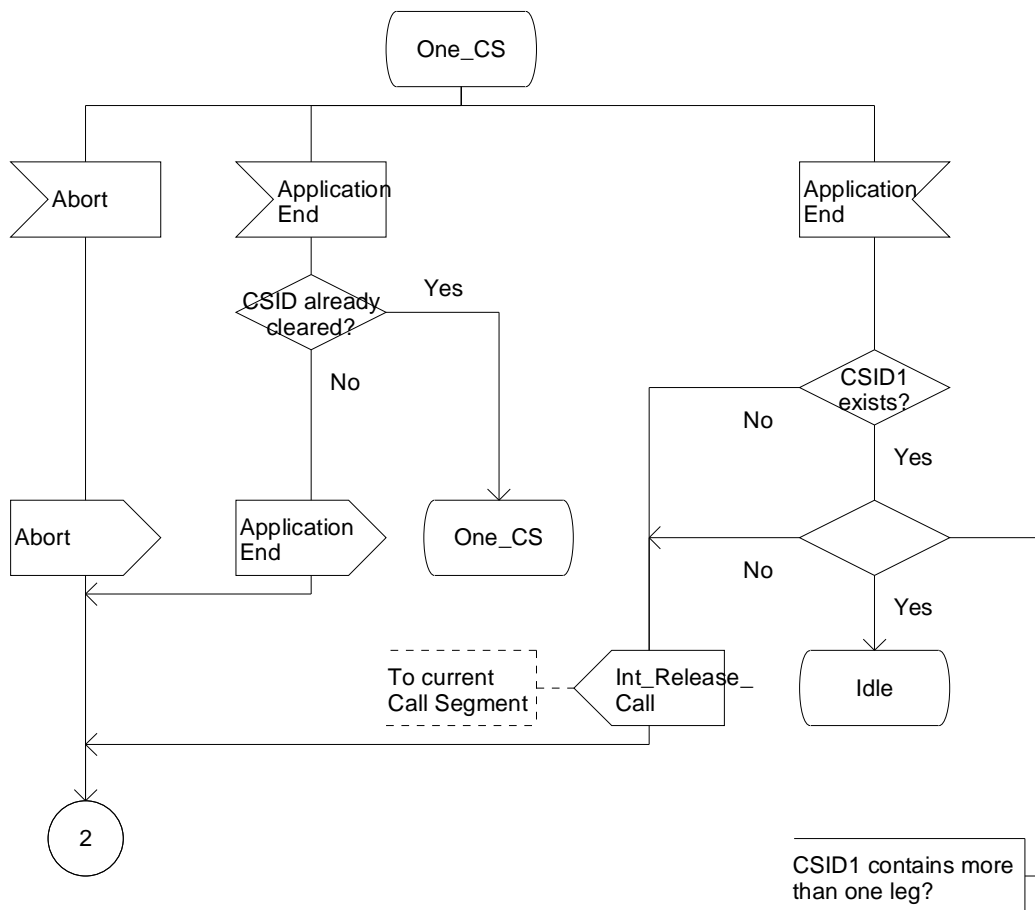 One_CS
Abort
Application
End
Application
End
CSID already
cleared?
Yes
No
CSID1
exists?
No
Yes
Abort
Application
End
One_CS
No
Yes
To current
Call Segment
Int_Release_
Call
Idle
2
CSID1 contains more
than one leg?